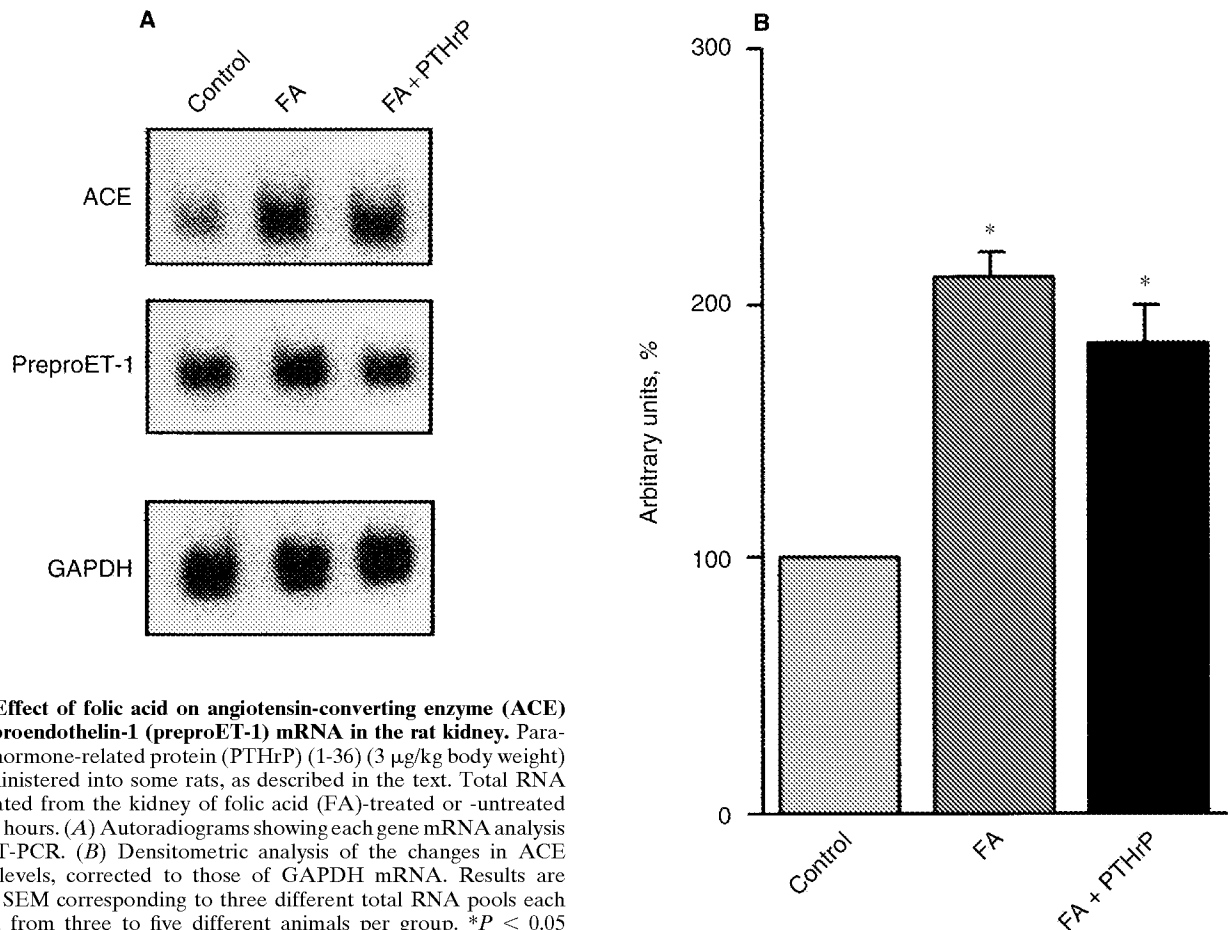 A
Control
FA
FA+PTHrP
ACE
PreproET-1
GAPDH
Effect of folic acid on angiotensin-converting enzyme (ACE)
proendothelin-1 (preproET-1) mRNA in the rat kidney. Para-
hormone-related protein (PTHrP) (1-36) (3 μg/kg body weight)
inistered into some rats, as described in the text. Total RNA
ated from the kidney of folic acid (FA)-treated or -untreated
hours. (A) Autoradiograms showing each gene mRNA analysis
T-PCR. (B) Densitometric analysis of the changes in ACE
levels, corrected to those of GAPDH mRNA. Results are
SEM corresponding to three different total RNA pools each
from three to five different animals per group. *P < 0.05
B
300
200
100
0
Arbitrary units, %
*
*
Control
FA
FA + PTHrP